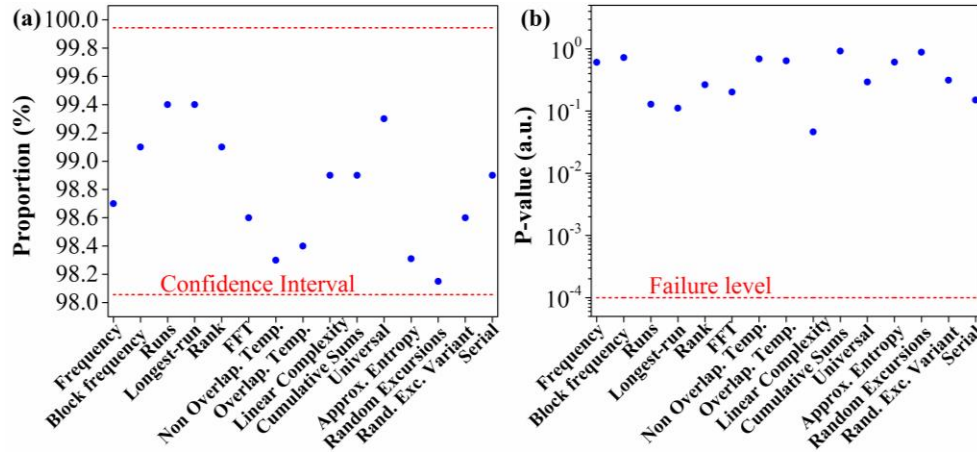 (a)
100.0
99.8
99.6
99.4
99.2
99.0
98.8
98.6
98.4
98.2
98.0
Proportion (%)
Confidence Interval
Frequency
Block frequency
Runs
Longest-run
Rank
FFT
Non Overlap. Temp.
Overlap. Temp.
Linear Complexity
Cumulative Sums
Universal
Approx. Entropy
Random Excursions
Rand. Exc. Variant
Serial
(b)
10⁰
10⁻¹
10⁻²
10⁻³
10⁻⁴
P-value (a.u.)
Failure level
Frequency
Block frequency
Runs
Longest-run
Rank
FFT
Non Overlap. Temp.
Overlap. Temp.
Linear Complexity
Cumulative Sums
Universal
Approx. Entropy
Random Excursions
Rand. Exc. Variant
Serial